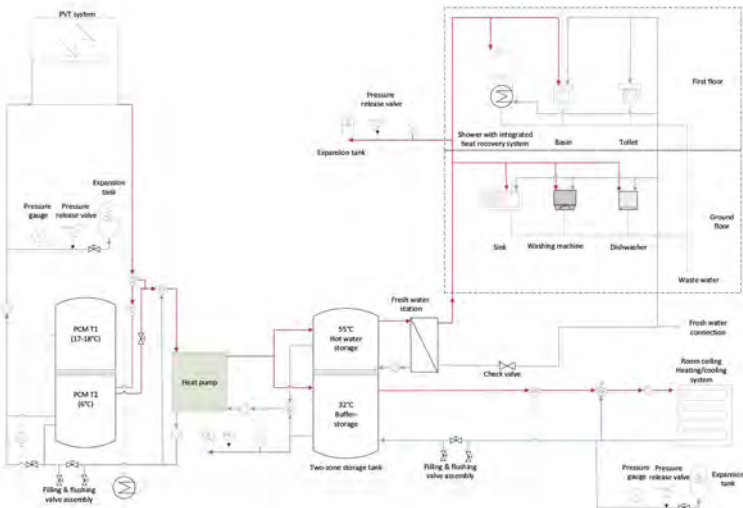 PVT system
First floor
Pressure
release valve
Expansion tank
Shower with integrated
heat recovery system
Basin
Toilet
Expansion
tank
Pressure
gauge
Pressure
release valve
Ground
floor
Sink
Washing machine
Dishwasher
Waste water
Fresh water
station
PCM T1
(17-18°C)
55°C
Hot water
storage
Fresh water
connection
Check valve
Room ceiling
Heating/cooling
system
Heat pump
PCM T2
(6°C)
32°C
Buffer-
storage
Two-zone storage tank
Filling & flushing
valve assembly
Filling & flushing
valve assembly
Pressure
gauge
Pressure
release valve
Expansion
tank